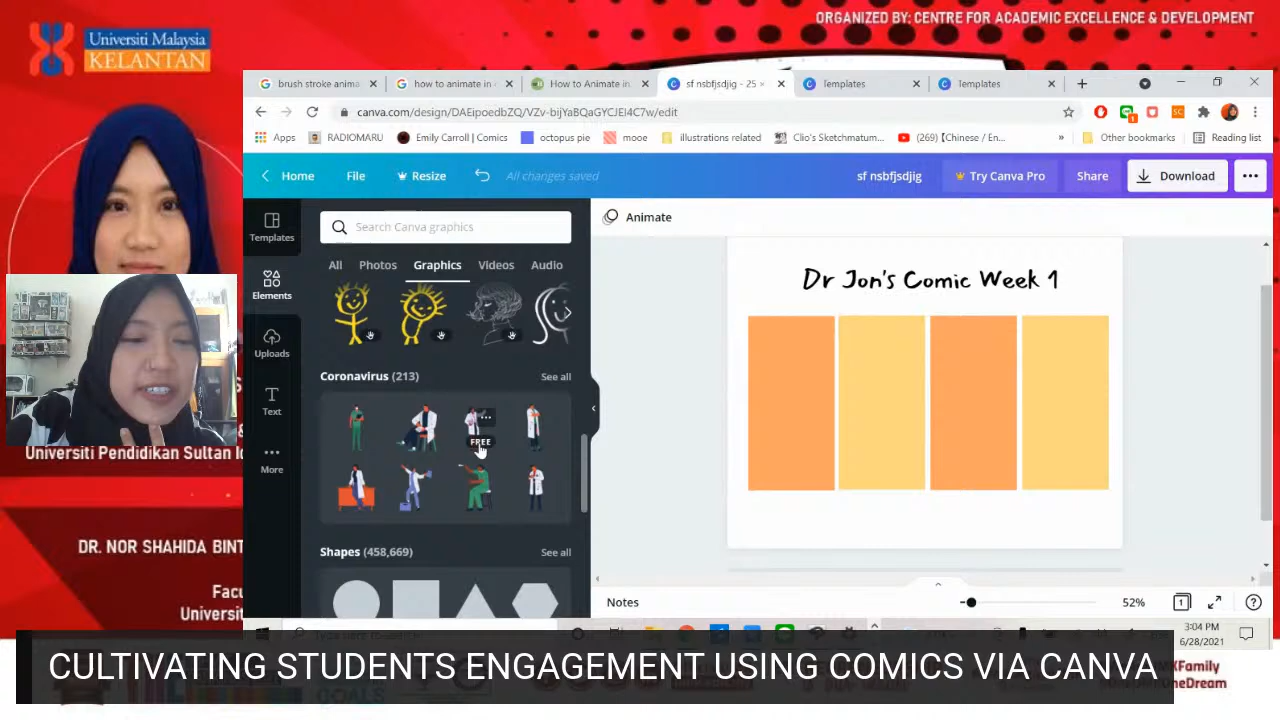 ORGANIZED BY: CENTRE FOR ACADEMIC EXCELLENCE & DEVELOPMENT
Universiti Malaysia
KELANTAN
brush stroke anima
how to animate in
How to Animate in
sf nsbfjsdjig - 25
Templates
Templates
canva.com/design/DAEipoedbZQ/VZv-bijYaBQaGYCJEI4C7w/edit
Apps
RADIOMARU
Emily Carroll | Comics
octopus pie
mooe
illustrations related
Clio's Sketchmatum...
(269) 【Chinese / En...
»
Other bookmarks
Reading list
Home
File
Resize
All changes saved
sf nsbfjsdjig
Try Canva Pro
Share
Download
Templates
Elements
Uploads
Text
More
Search Canva graphics
All
Photos
Graphics
Videos
Audio
Coronavirus (213)
See all
FREE
Shapes (458,669)
See all
Animate
Dr Jon's Comic Week 1
Notes
52%
1
3:04 PM
6/28/2021
Universiti Pendidikan Sultan Id
DR. NOR SHAHIDA BINT
Facu
Universit
CULTIVATING STUDENTS ENGAGEMENT USING COMICS VIA CANVA
KFamily
neDream